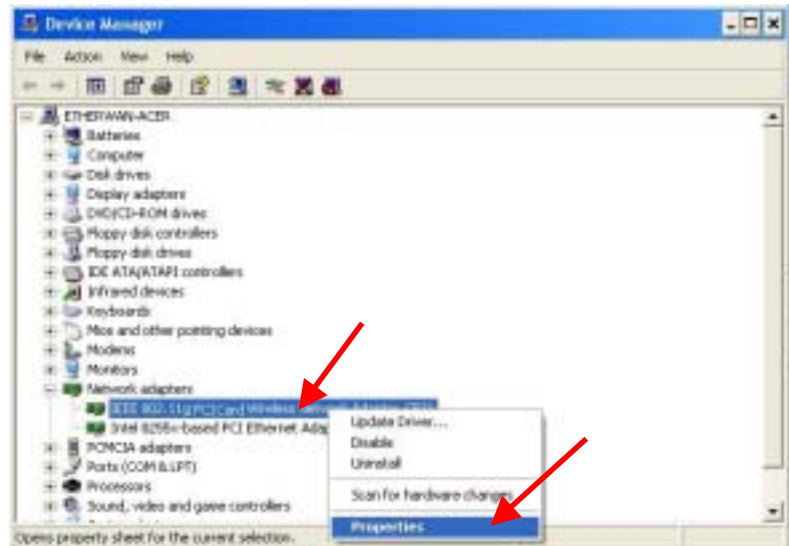 Device Manager
File Action View Help
ETHERWAN-ACER
Batteries
Computer
Disk drives
Display adapters
DVD/CD-ROM drives
Floppy disk controllers
Floppy disk drives
IDE ATA/ATAPI controllers
Infrared devices
Keyboards
Mice and other pointing devices
Modems
Monitors
Network adapters
IEEE 802.11g PCI Card Wireless
Intel 8255x-based PCI Ethernet Adap
PCMCIA adapters
Ports (COM & LPT)
Processors
Sound, video and game controllers
Update Driver...
Disable
Uninstall
Scan for hardware changes
Properties
Opens property sheet for the current selection.